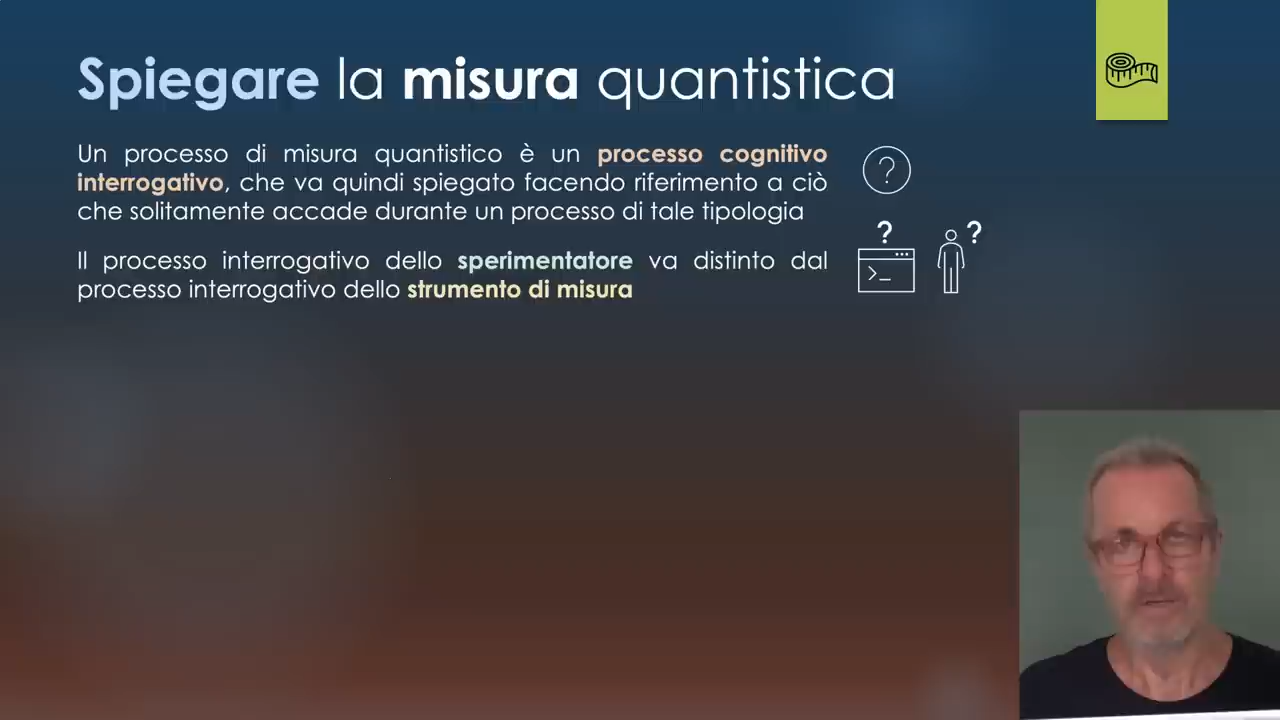 Spiegare la misura quantistica
Un processo di misura quantistico è un processo cognitivo
interrogativo, che va quindi spiegato facendo riferimento a ciò
che solitamente accade durante un processo di tale tipologia
?
?
?
>_
Il processo interrogativo dello sperimentatore va distinto dal
processo interrogativo dello strumento di misura